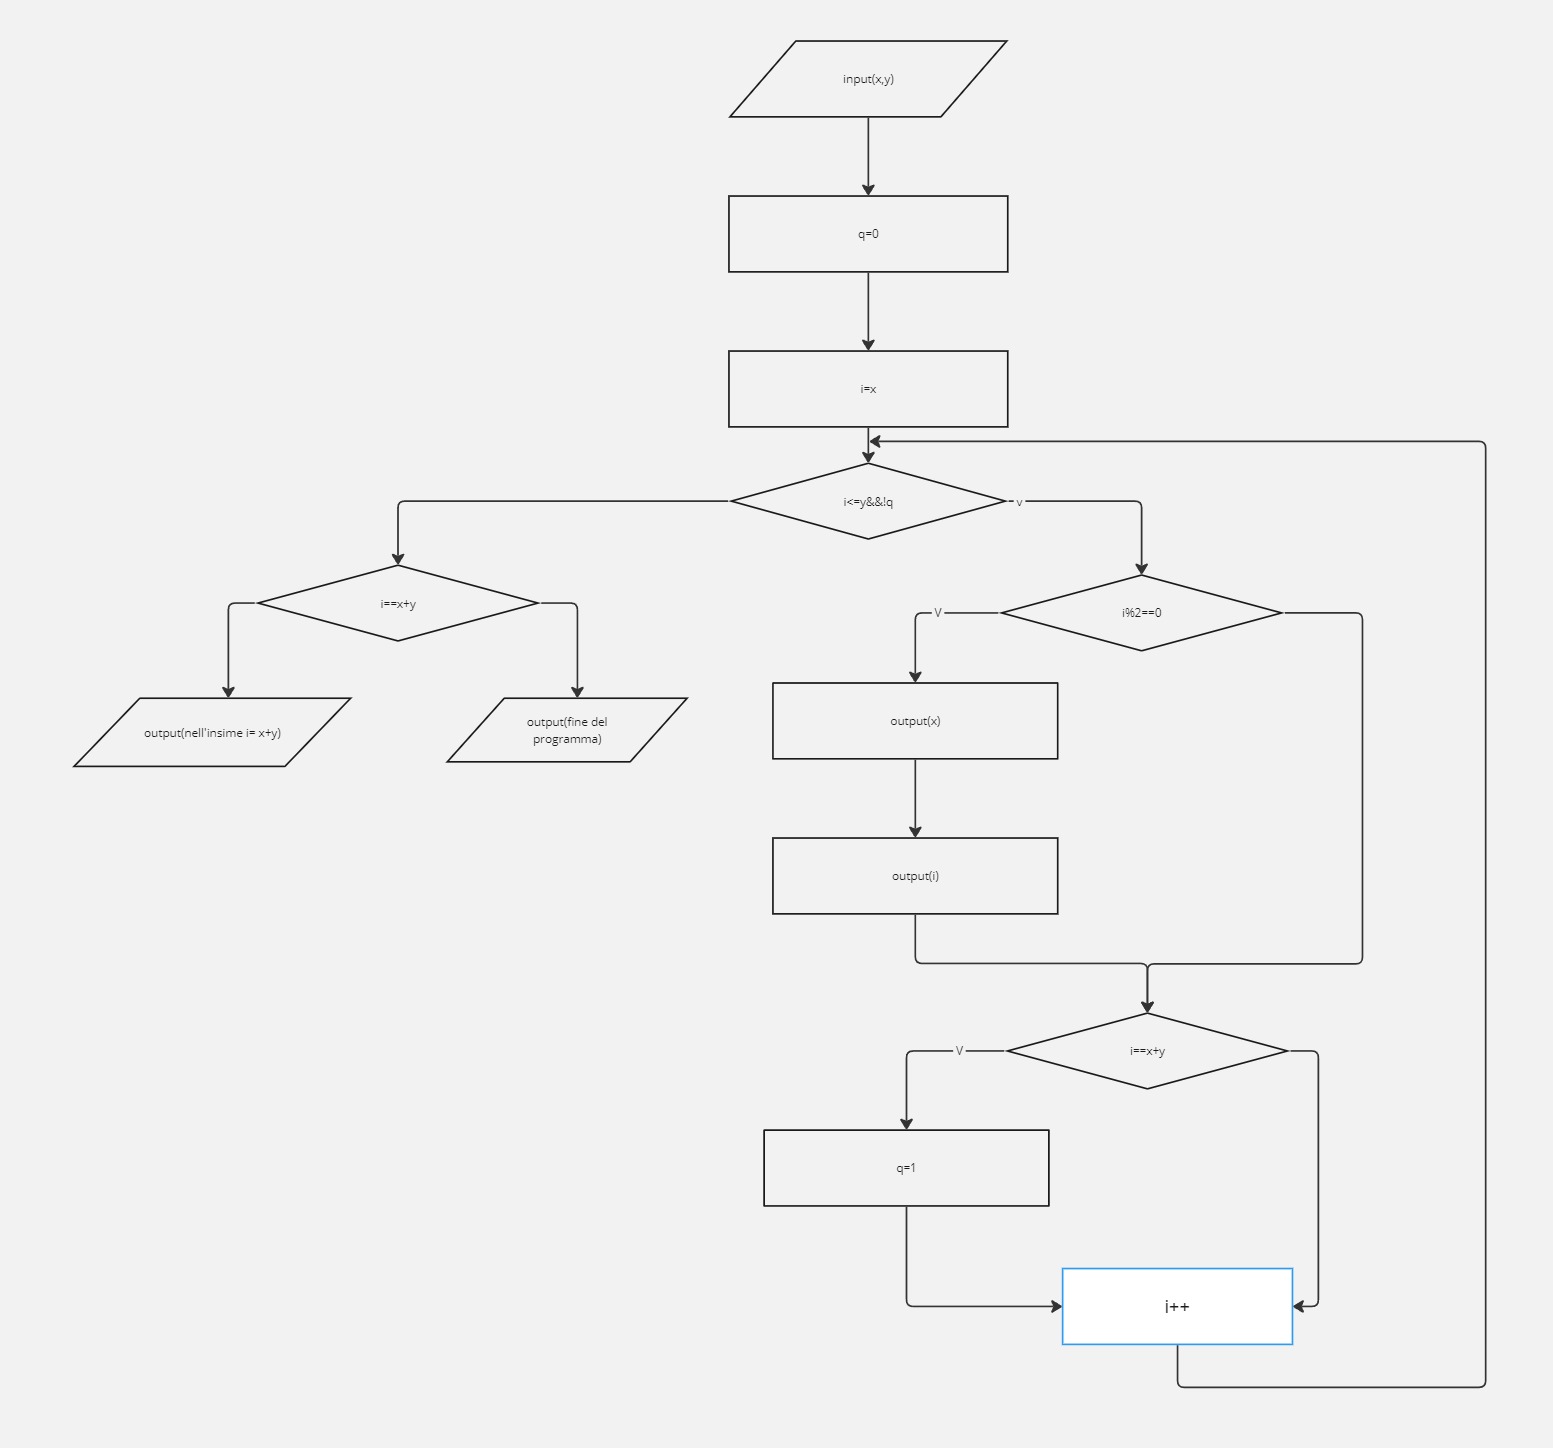 input(x,y)
q=0
i=x
i<=y&&!q
v
i==x+y
i%2==0
V
output(nell'insime i= x+y)
output(fine del
programma)
output(x)
output(i)
i==x+y
V
q=1
i++